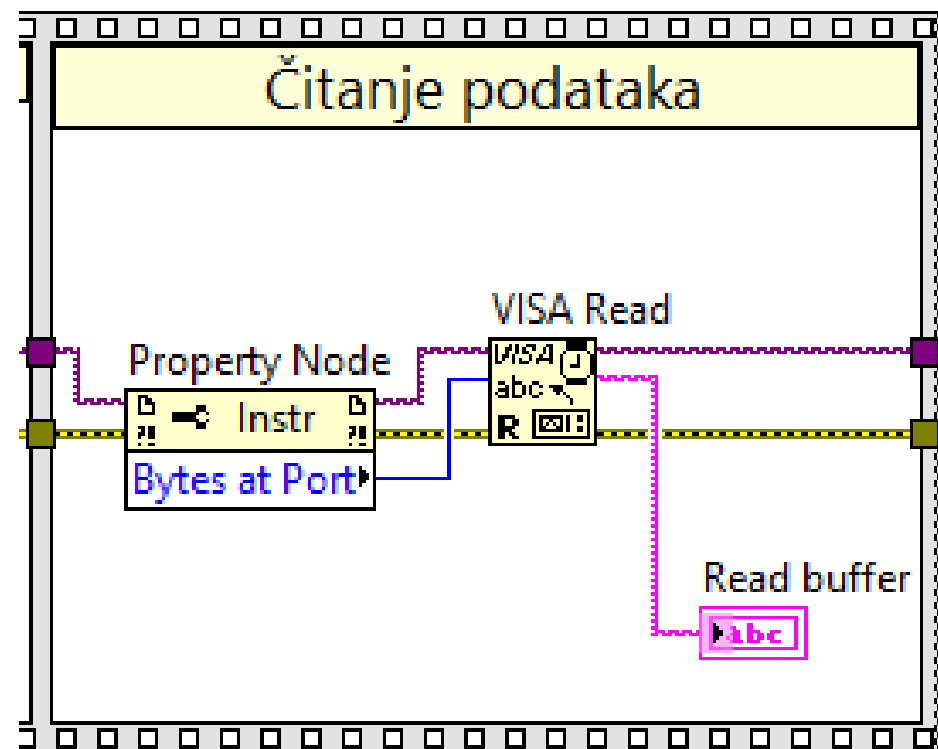 Čitanje podataka
VISA Read
Property Node
VISA
abc
R
?! Instr ?!
Bytes at Port
Read buffer
abc